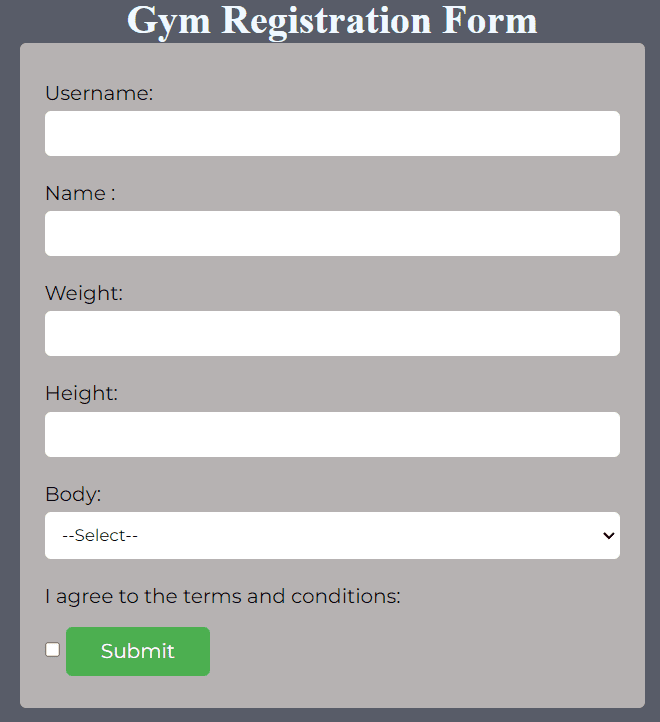 Gym Registration Form
Username:
Name :
Weight:
Height:
Body:
--Select--
I agree to the terms and conditions:
Submit